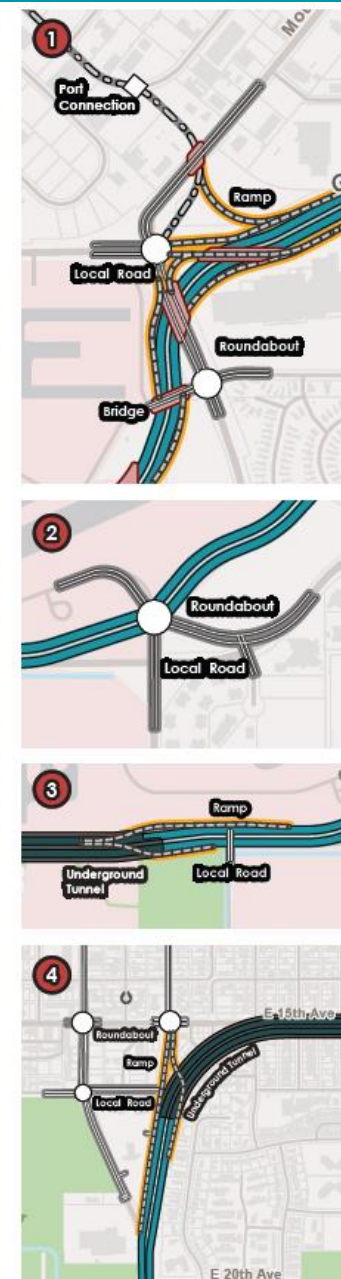 1
Port
Connection
Ramp
Local Road
Roundabout
Bridge
2
Roundabout
Local Road
3
Ramp
Underground
Tunnel
Local Road
4
E 15th Ave
Roundabout
Ramp
Underground Tunnel
Local Road
E 20th Ave